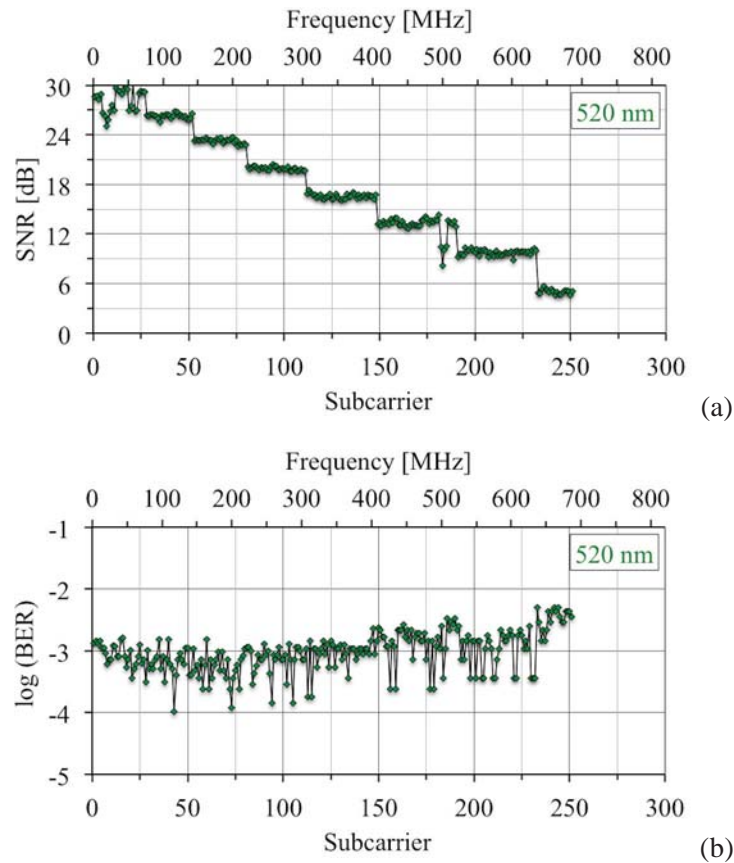 Frequency [MHz]
0 100 200 300 400 500 600 700 800
30
24
18
12
6
0
SNR [dB]
520 nm
0 50 100 150 200 250 300
Subcarrier
(a)
Frequency [MHz]
0 100 200 300 400 500 600 700 800
-1
-2
-3
-4
-5
log (BER)
520 nm
0 50 100 150 200 250 300
Subcarrier
(b)